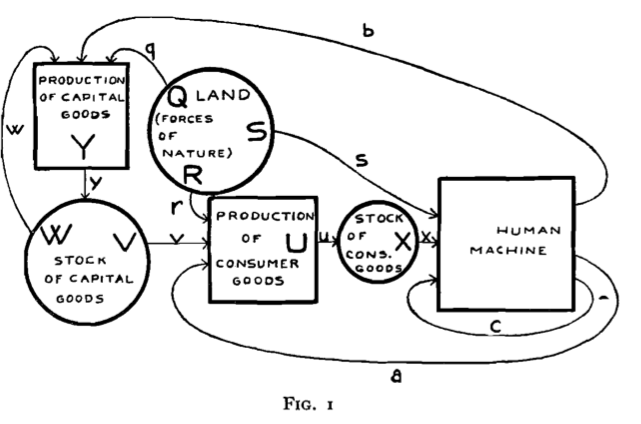 b
q
PRODUCTION
OF CAPITAL
GOODS
Y
Q LAND
(FORCES
OF
NATURE)
S
R
w
s
y
r
W
V
STOCK
OF CAPITAL
GOODS
v
PRODUCTION
OF
U
CONSUMER
GOODS
u
STOCK
OF
X
CONS.
GOODS
x
HUMAN
MACHINE
c
a
FIG. 1